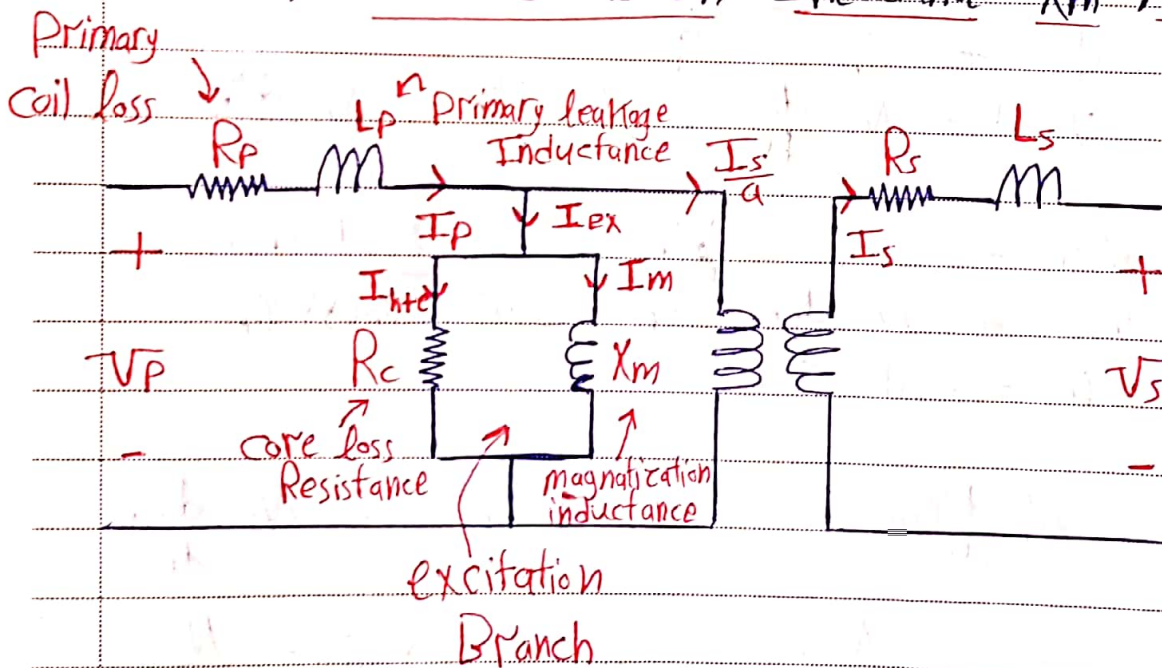 Xm
Primary
coil loss
Lp Primary leakage
Inductance
Rp
Is/a
Rs
Ls
Ip
Iex
Is
+
+
Ih+e
Im
Vp
Rc
Xm
Vs
-
-
core loss
Resistance
magnatization
inductance
excitation
Branch